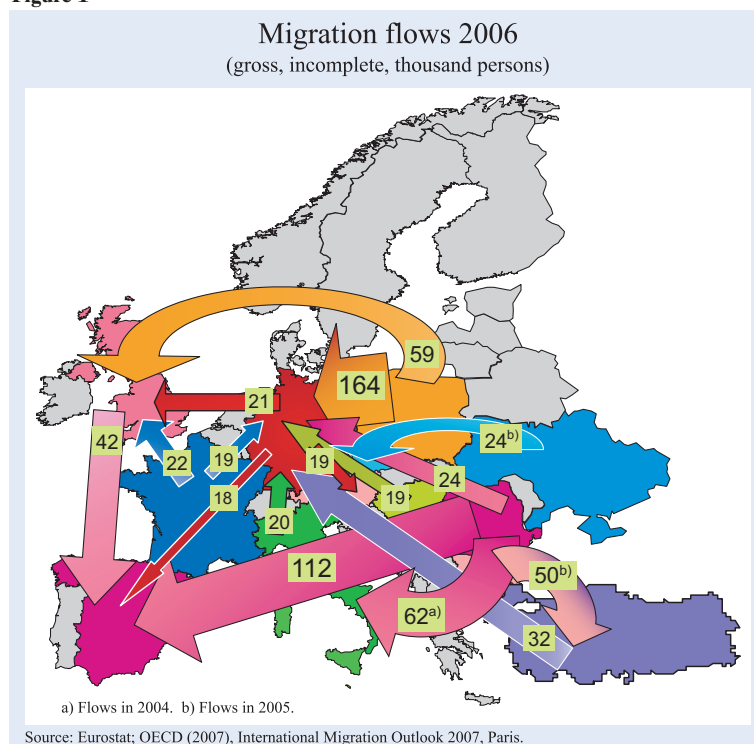 Migration flows 2006
(gross, incomplete, thousand persons)
59
164
21
42
24b)
22
19
19
24
18
19
20
112
50b)
62a)
32
a) Flows in 2004. b) Flows in 2005.
Source: Eurostat; OECD (2007), International Migration Outlook 2007, Paris.